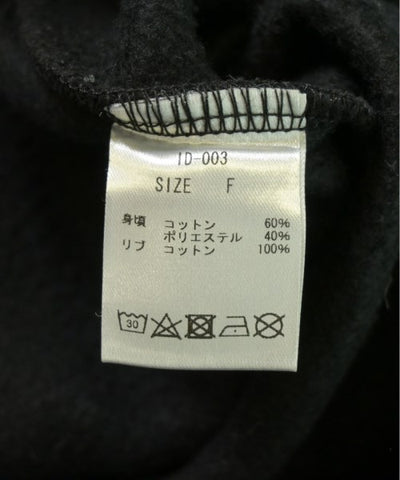 ID-003
SIZE F
身頃 コットン 60%
ポリエステル 40%
リブ コットン 100%
30